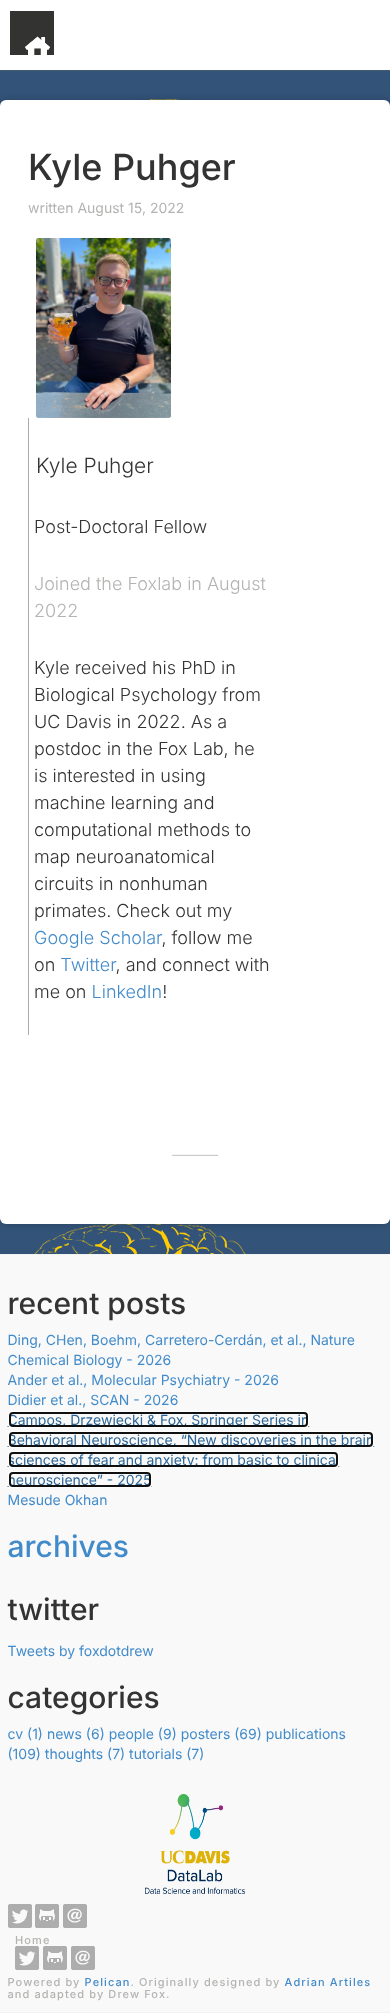 Kyle Puhger
written August 15, 2022
Kyle Puhger
Post-Doctoral Fellow
Joined the Foxlab in August
2022
Kyle received his PhD in
Biological Psychology from
UC Davis in 2022. As a
postdoc in the Fox Lab, he
is interested in using
machine learning and
computational methods to
map neuroanatomical
circuits in nonhuman
primates. Check out my
Google Scholar, follow me
on Twitter, and connect with
me on LinkedIn!
recent posts
Ding, CHen, Boehm, Carretero-Cerdán, et al., Nature
Chemical Biology - 2026
Ander et al., Molecular Psychiatry - 2026
Didier et al., SCAN - 2026
Campos, Drzewiecki & Fox, Springer Series in
Behavioral Neuroscience, “New discoveries in the brain
sciences of fear and anxiety: from basic to clinical
neuroscience” - 2025
Mesude Okhan
archives
twitter
Tweets by foxdotdrew
categories
cv (1) news (6) people (9) posters (69) publications
(109) thoughts (7) tutorials (7)
UCDAVIS
DataLab
Data Science and Informatics
Home
Powered by Pelican. Originally designed by Adrian Artiles
and adapted by Drew Fox.